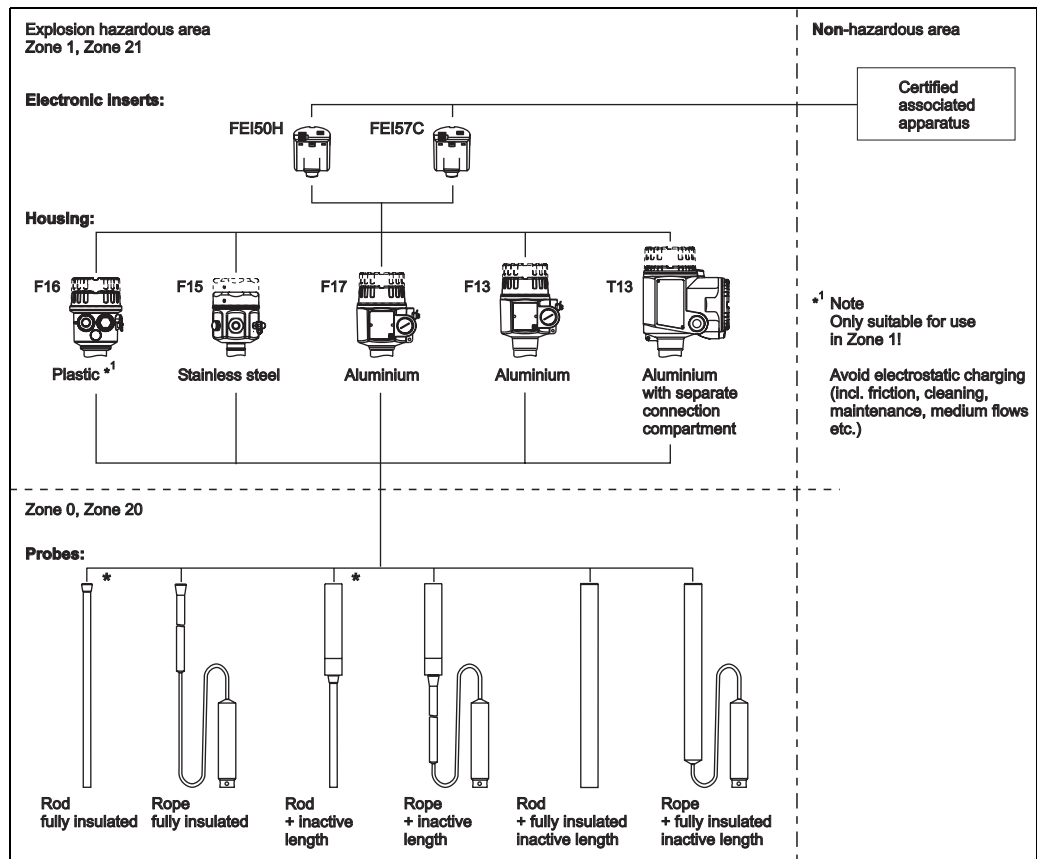 Explosion hazardous area
Zone 1, Zone 21
Non-hazardous area
Electronic inserts:
Certified
associated
apparatus
FEI50H
FEI57C
Housing:
F16
F15
F17
F13
T13
Plastic *1
Stainless steel
Aluminium
Aluminium
Aluminium
with separate
connection
compartment
*1 Note
Only suitable for use
in Zone 1!
Avoid electrostatic charging
(incl. friction, cleaning,
maintenance, medium flows
etc.)
Zone 0, Zone 20
Probes:
*
*
Rod
fully insulated
Rope
fully insulated
Rod
+ inactive
length
Rope
+ inactive
length
Rod
+ fully insulated
inactive length
Rope
+ fully insulated
inactive length